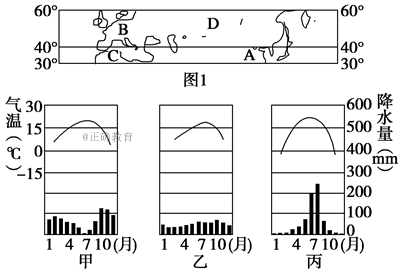 60° D 60°
B
40° 40°
C A
30° 30°
图1
气温(℃) 30 15 0 −15
降水量(mm) 600 500 400 300 200 100 0
@正确教育
1 4 7 10(月) 1 4 7 10(月) 1 4 7 10(月)
甲 乙 丙